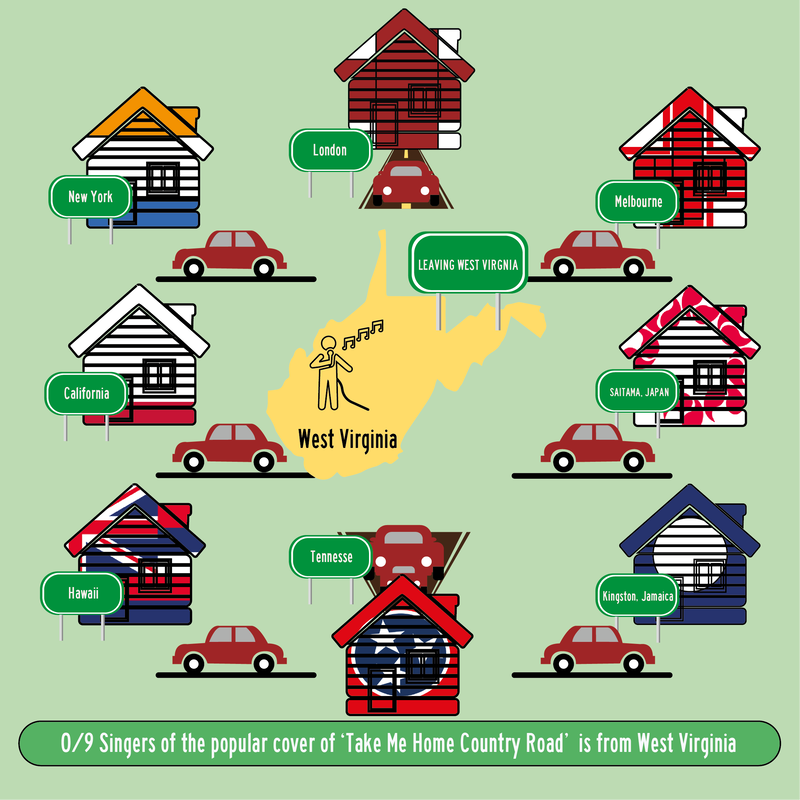 London
New York
Melbourne
LEAVING WEST VIRGNIA
California
SAITAMA, JAPAN
West Virginia
Tennesse
Hawaii
Kingston, Jamaica
0/9 Singers of the popular cover of ‘Take Me Home Country Road’ is from West Virginia